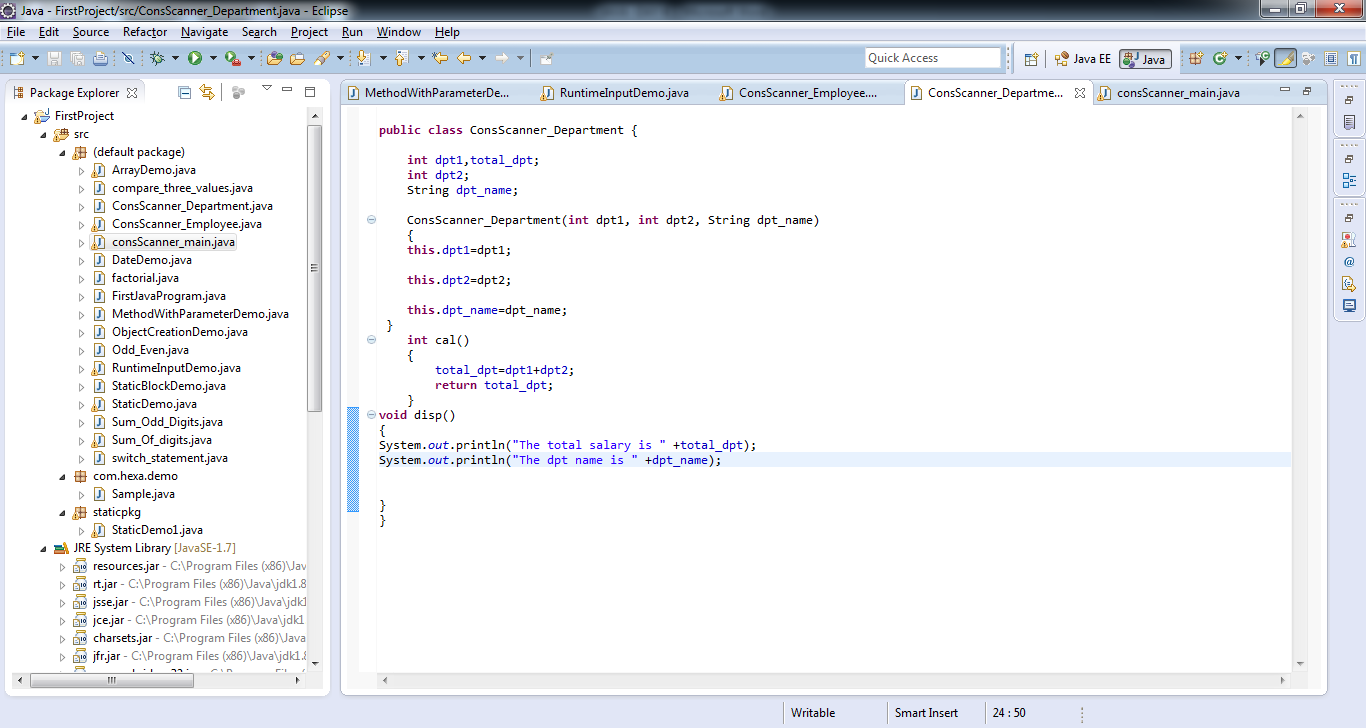 Java - FirstProject/src/ConsScanner_Department.java - Eclipse
File Edit Source Refactor Navigate Search Project Run Window Help
Quick Access
Java EE
Java
Package Explorer
FirstProject
src
(default package)
ArrayDemo.java
compare_three_values.java
ConsScanner_Department.java
ConsScanner_Employee.java
consScanner_main.java
DateDemo.java
factorial.java
FirstJavaProgram.java
MethodWithParameterDemo.java
ObjectCreationDemo.java
Odd_Even.java
RuntimeInputDemo.java
StaticBlockDemo.java
StaticDemo.java
Sum_Odd_Digits.java
Sum_Of_digits.java
switch_statement.java
com.hexa.demo
Sample.java
staticpkg
StaticDemo1.java
JRE System Library [JavaSE-1.7]
resources.jar - C:\Program Files (x86)\Jav
rt.jar - C:\Program Files (x86)\Java\jdk1.8
jsse.jar - C:\Program Files (x86)\Java\jdk1
jce.jar - C:\Program Files (x86)\Java\jdk1
charsets.jar - C:\Program Files (x86)\Java
jfr.jar - C:\Program Files (x86)\Java\jdk1.8
MethodWithParameterDe... RuntimeInputDemo.java ConsScanner_Employee.... ConsScanner_Departme... consScanner_main.java
public class ConsScanner_Department {
int dpt1,total_dpt;
int dpt2;
String dpt_name;
ConsScanner_Department(int dpt1, int dpt2, String dpt_name)
{
this.dpt1=dpt1;
this.dpt2=dpt2;
this.dpt_name=dpt_name;
}
int cal()
{
total_dpt=dpt1+dpt2;
return total_dpt;
}
void disp()
{
System.out.println("The total salary is " +total_dpt);
System.out.println("The dpt name is " +dpt_name);
}
}
Writable Smart Insert 24 : 50